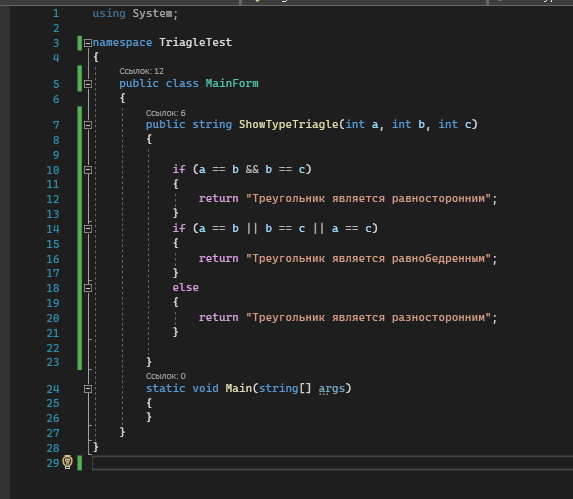 1 using System;
2
3 namespace TriagleTest
4 {
Ссылок: 12
5 public class MainForm
6 {
Ссылок: 6
7 public string ShowTypeTriagle(int a, int b, int c)
8 {
9
10 if (a == b && b == c)
11 {
12 return "Треугольник является равносторонним";
13 }
14 if (a == b || b == c || a == c)
15 {
16 return "Треугольник является равнобедренным";
17 }
18 else
19 {
20 return "Треугольник является разносторонним";
21 }
22
23 }
Ссылок: 0
24 static void Main(string[] args)
25 {
26 }
27 }
28 }
29